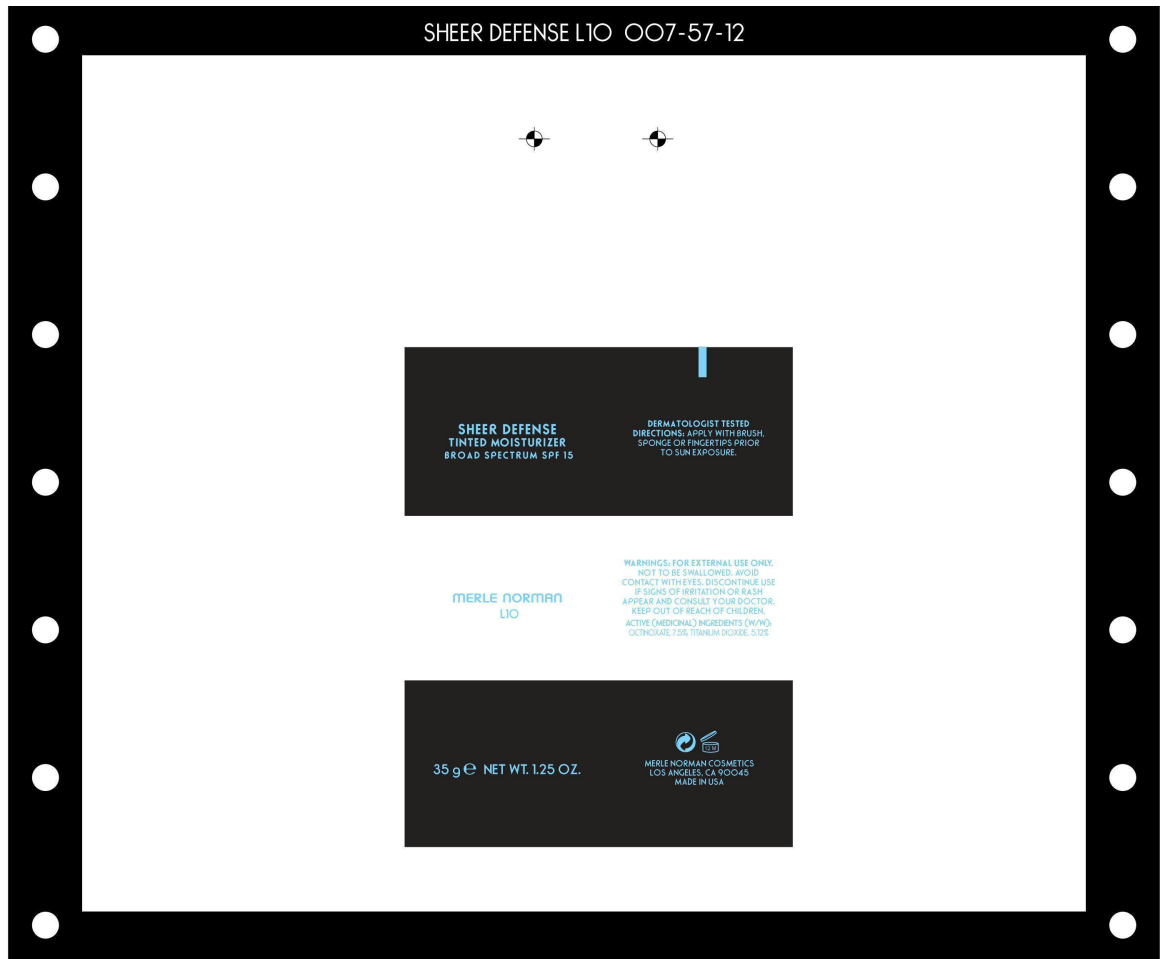 SHEER DEFENSE L10 007-57-12
SHEER DEFENSE
TINTED MOISTURIZER
BROAD SPECTRUM SPF 15
DERMATOLOGIST TESTED
DIRECTIONS: APPLY WITH BRUSH,
SPONGE OR FINGERTIPS PRIOR
TO SUN EXPOSURE.
MERLE NORMAN
L10
WARNINGS: FOR EXTERNAL USE ONLY.
NOT TO BE SWALLOWED. AVOID
CONTACT WITH EYES. DISCONTINUE USE
IF SIGNS OF IRRITATION OR RASH
APPEAR AND CONSULT YOUR DOCTOR.
KEEP OUT OF REACH OF CHILDREN.
ACTIVE (MEDICINAL) INGREDIENTS (W/W):
OCTINOXATE, 7.5%, TITANIUM DIOXIDE, 5.12%
35 g ℮ NET WT. 1.25 OZ.
12 M
MERLE NORMAN COSMETICS
LOS ANGELES, CA 90045
MADE IN USA